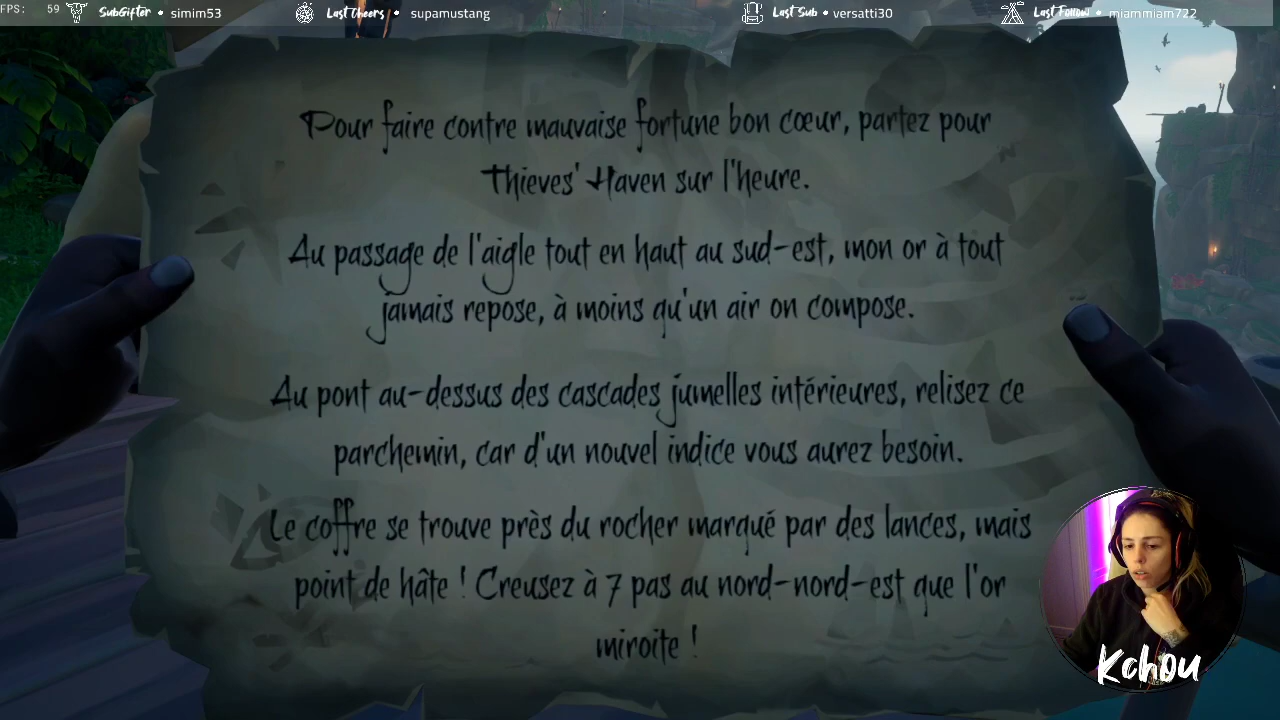 FPS: 59
SubGifter • simim53
Last Cheers • supamustang
Last Sub • versatti30
Last Follow • miammiam722
Pour faire contre mauvaise fortune bon cœur, partez pour
Thieves' Haven sur l'heure.
Au passage de l'aigle tout en haut au sud-est, mon or à tout
jamais repose, à moins qu'un air on compose.
Au pont au-dessus des cascades jumelles intérieures, relisez ce
parchemin, car d'un nouvel indice vous aurez besoin.
Le coffre se trouve près du rocher marqué par des lances, mais
point de hâte ! Creusez à 7 pas au nord-nord-est que l'or
miroite !
Kchou